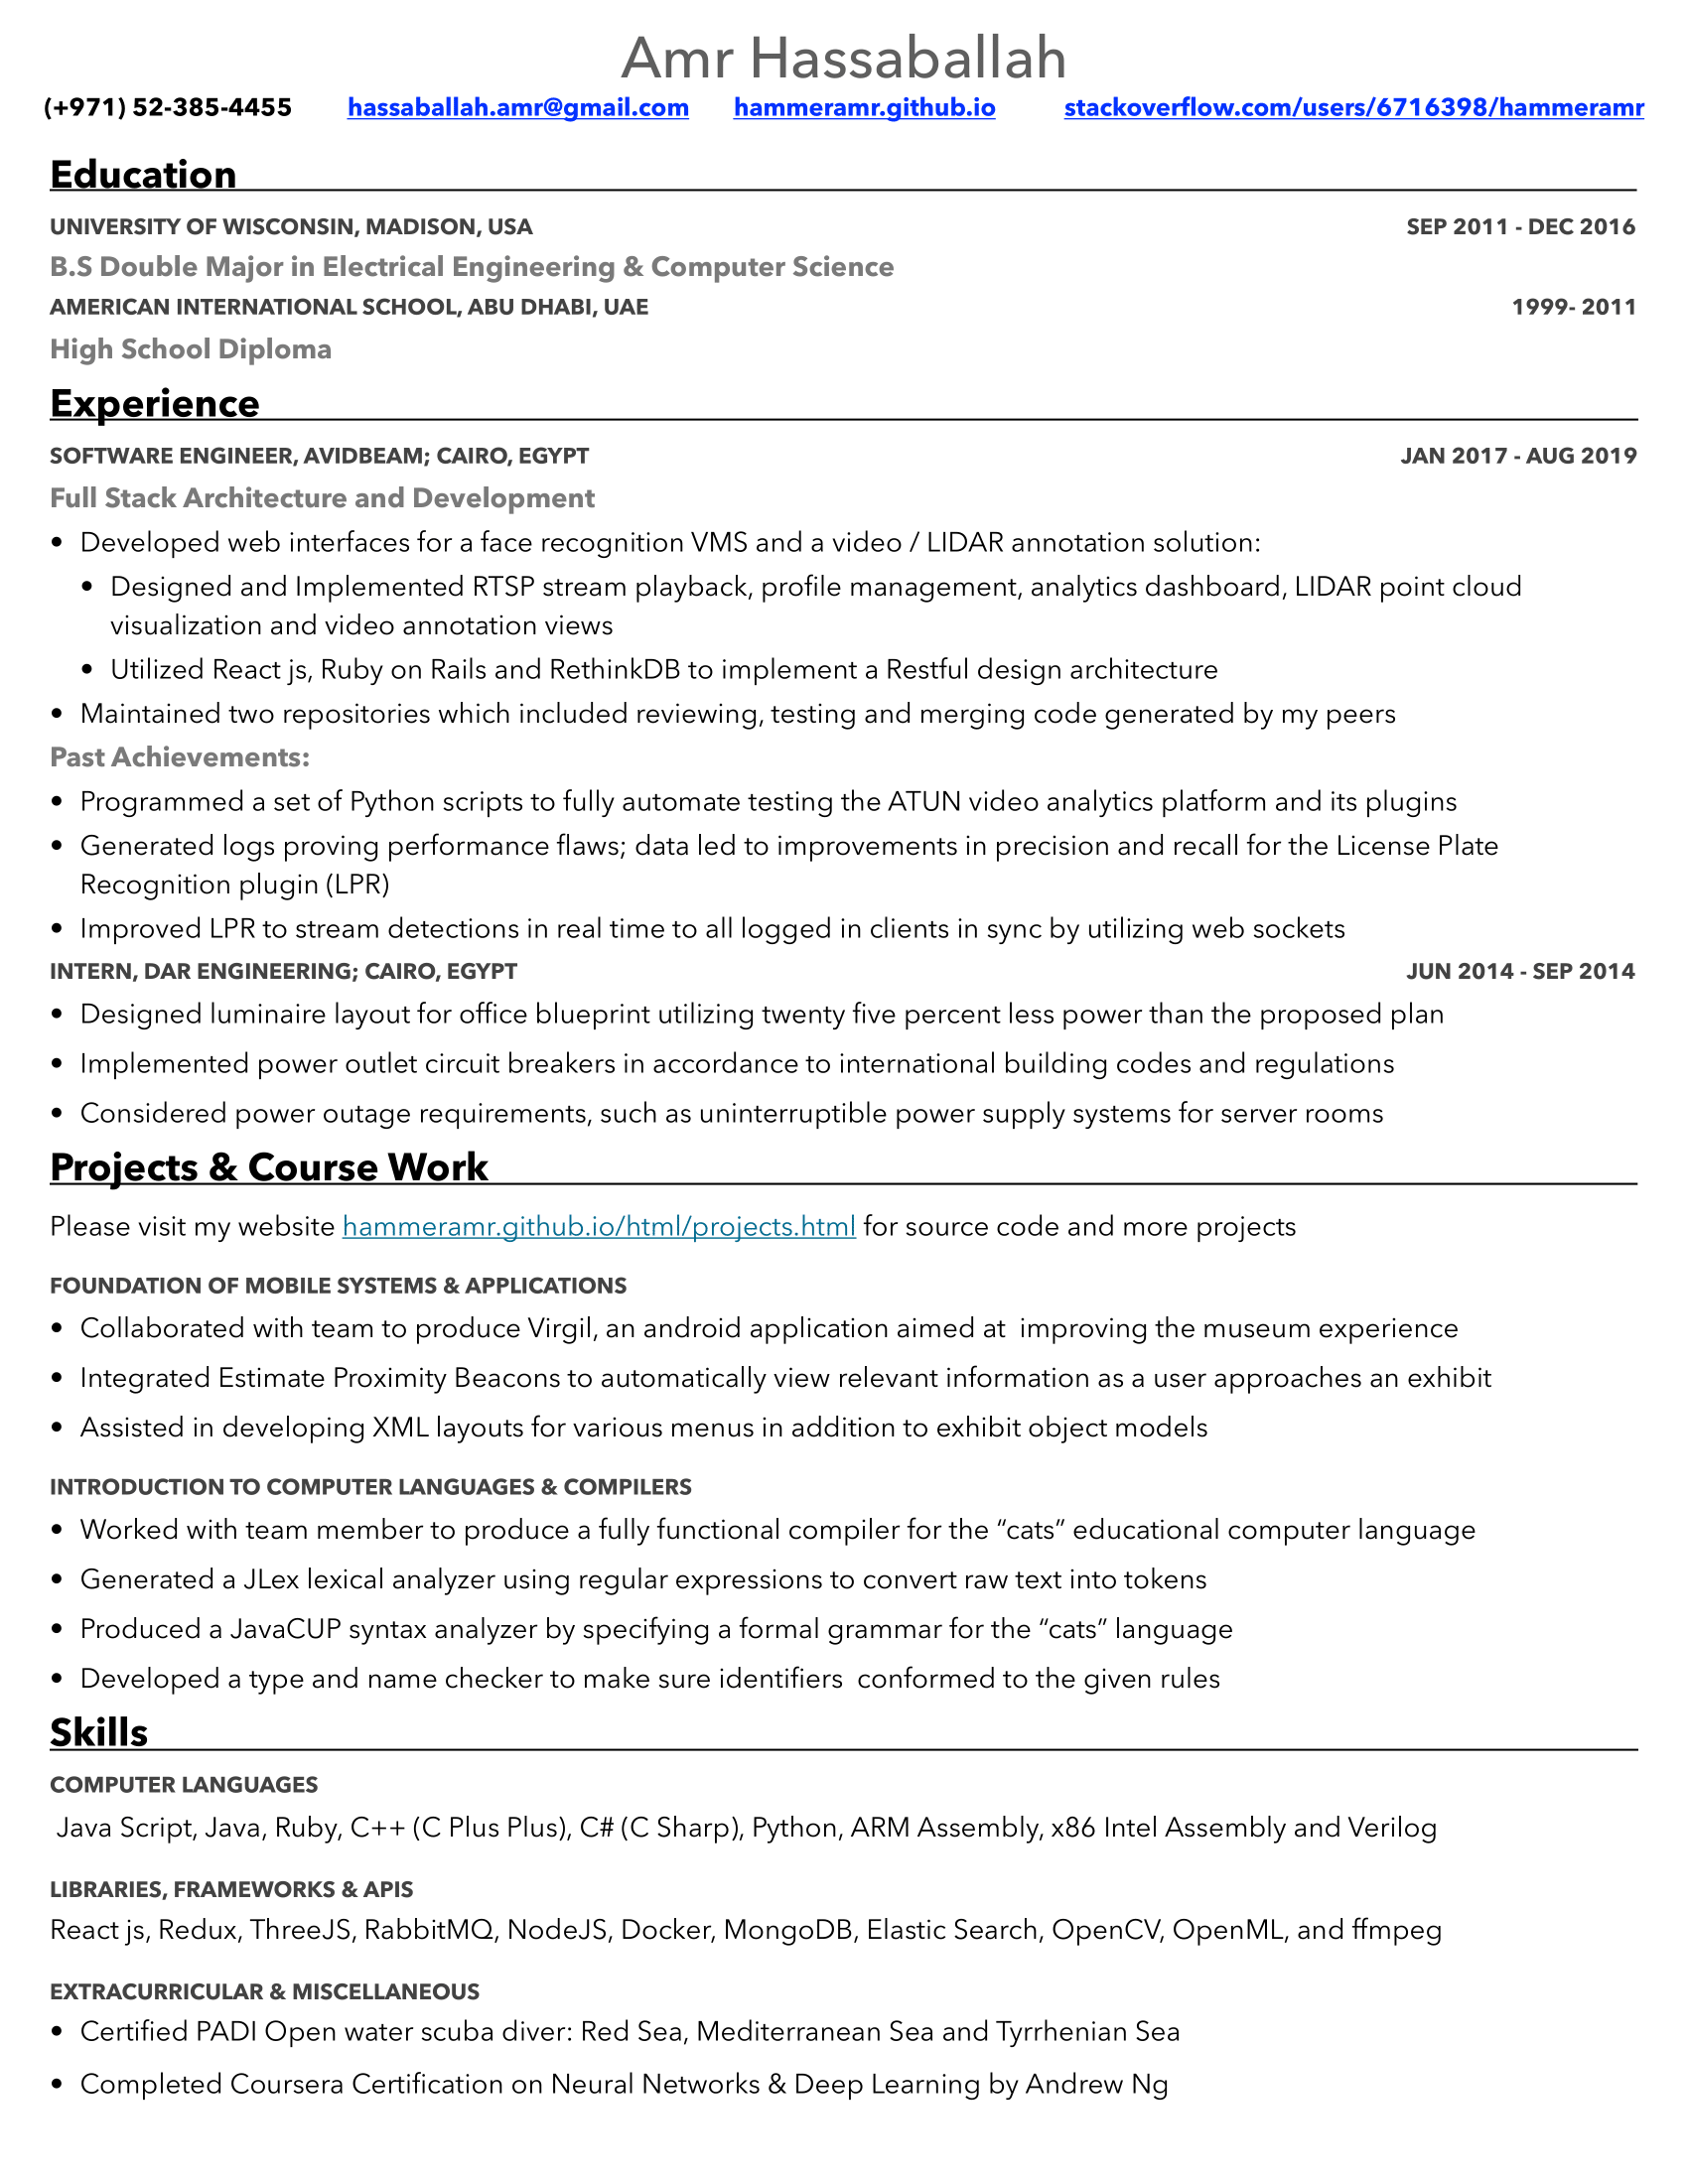 Amr Hassaballah
(+971) 52-385-4455 hassaballah.amr@gmail.com hammeramr.github.io stackoverflow.com/users/6716398/hammeramr
Education
UNIVERSITY OF WISCONSIN, MADISON, USA SEP 2011 - DEC 2016
B.S Double Major in Electrical Engineering & Computer Science
AMERICAN INTERNATIONAL SCHOOL, ABU DHABI, UAE 1999- 2011
High School Diploma
Experience
SOFTWARE ENGINEER, AVIDBEAM; CAIRO, EGYPT JAN 2017 - AUG 2019
Full Stack Architecture and Development
• Developed web interfaces for a face recognition VMS and a video / LIDAR annotation solution:
• Designed and Implemented RTSP stream playback, profile management, analytics dashboard, LIDAR point cloud
visualization and video annotation views
• Utilized React js, Ruby on Rails and RethinkDB to implement a Restful design architecture
• Maintained two repositories which included reviewing, testing and merging code generated by my peers
Past Achievements:
• Programmed a set of Python scripts to fully automate testing the ATUN video analytics platform and its plugins
• Generated logs proving performance flaws; data led to improvements in precision and recall for the License Plate
Recognition plugin (LPR)
• Improved LPR to stream detections in real time to all logged in clients in sync by utilizing web sockets
INTERN, DAR ENGINEERING; CAIRO, EGYPT JUN 2014 - SEP 2014
• Designed luminaire layout for office blueprint utilizing twenty five percent less power than the proposed plan
• Implemented power outlet circuit breakers in accordance to international building codes and regulations
• Considered power outage requirements, such as uninterruptible power supply systems for server rooms
Projects & Course Work
Please visit my website hammeramr.github.io/html/projects.html for source code and more projects
FOUNDATION OF MOBILE SYSTEMS & APPLICATIONS
• Collaborated with team to produce Virgil, an android application aimed at  improving the museum experience
• Integrated Estimate Proximity Beacons to automatically view relevant information as a user approaches an exhibit
• Assisted in developing XML layouts for various menus in addition to exhibit object models
INTRODUCTION TO COMPUTER LANGUAGES & COMPILERS
• Worked with team member to produce a fully functional compiler for the “cats” educational computer language
• Generated a JLex lexical analyzer using regular expressions to convert raw text into tokens
• Produced a JavaCUP syntax analyzer by specifying a formal grammar for the “cats” language
• Developed a type and name checker to make sure identifiers  conformed to the given rules
Skills
COMPUTER LANGUAGES
Java Script, Java, Ruby, C++ (C Plus Plus), C# (C Sharp), Python, ARM Assembly, x86 Intel Assembly and Verilog
LIBRARIES, FRAMEWORKS & APIS
React js, Redux, ThreeJS, RabbitMQ, NodeJS, Docker, MongoDB, Elastic Search, OpenCV, OpenML, and ffmpeg
EXTRACURRICULAR & MISCELLANEOUS
• Certified PADI Open water scuba diver: Red Sea, Mediterranean Sea and Tyrrhenian Sea
• Completed Coursera Certification on Neural Networks & Deep Learning by Andrew Ng